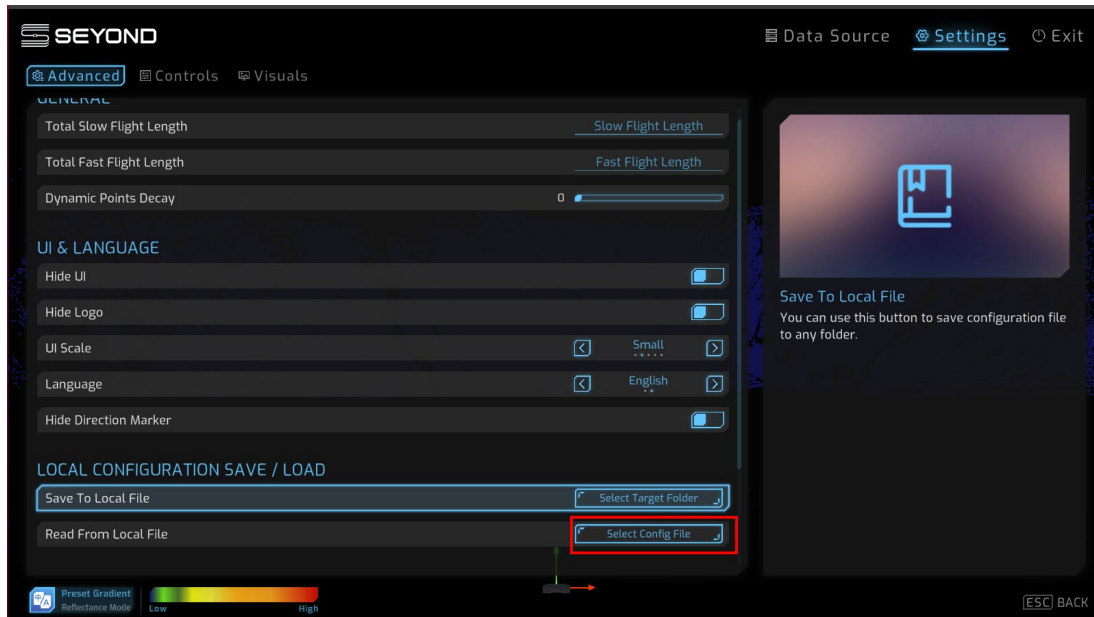 SEYOND
Data Source
Settings
Exit
Advanced
Controls
Visuals
GENERAL
Total Slow Flight Length
Slow Flight Length
Total Fast Flight Length
Fast Flight Length
Dynamic Points Decay
0
UI & LANGUAGE
Hide UI
Hide Logo
UI Scale
Small
Language
English
Hide Direction Marker
LOCAL CONFIGURATION SAVE / LOAD
Save To Local File
Select Target Folder
Read From Local File
Select Config File
Save To Local File
You can use this button to save configuration file
to any folder.
Preset Gradient
Reflectance Mode
Low
High
ESC BACK